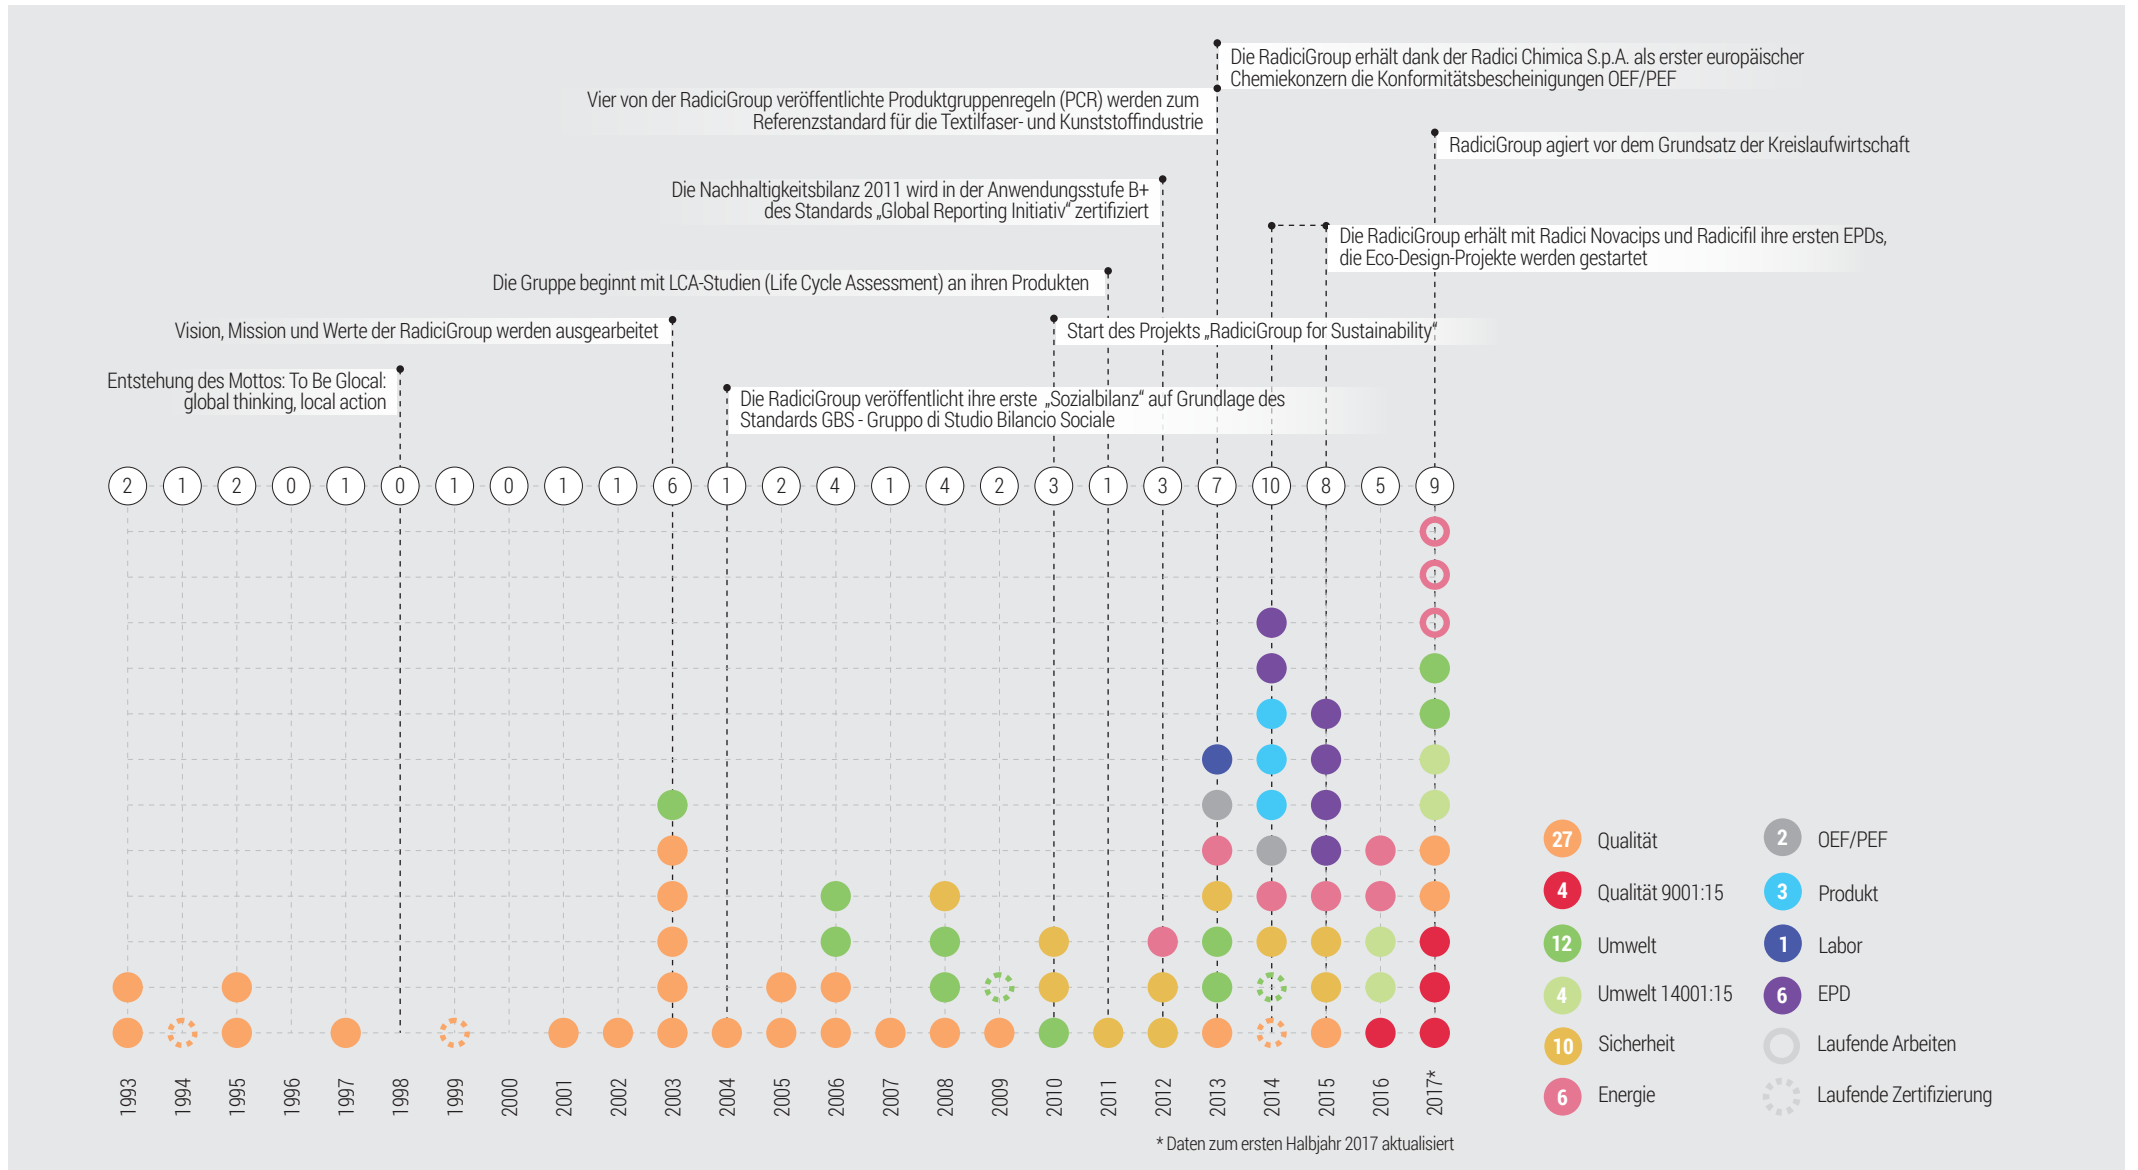 Die RadiciGroup erhält dank der Radici Chimica S.p.A. als erster europäischer
Chemiekonzern die Konformitätsbescheinigungen OEF/PEF
Vier von der RadiciGroup veröffentlichte Produktgruppenregeln (PCR) werden zum
Referenzstandard für die Textilfaser- und Kunststoffindustrie
RadiciGroup agiert vor dem Grundsatz der Kreislaufwirtschaft
Die Nachhaltigkeitsbilanz 2011 wird in der Anwendungsstufe B+
des Standards „Global Reporting Initiativ“ zertifiziert
Die RadiciGroup erhält mit Radici Novacips und Radicifil ihre ersten EPDs,
die Eco-Design-Projekte werden gestartet
Die Gruppe beginnt mit LCA-Studien (Life Cycle Assessment) an ihren Produkten
Vision, Mission und Werte der RadiciGroup werden ausgearbeitet
Start des Projekts „RadiciGroup for Sustainability“
Entstehung des Mottos: To Be Glocal:
global thinking, local action
Die RadiciGroup veröffentlicht ihre erste „Sozialbilanz“ auf Grundlage des
Standards GBS - Gruppo di Studio Bilancio Sociale
2 1 2 0 1 0 1 0 1 1 6 1 2 4 1 4 2 3 1 3 7 10 8 5 9
27 Qualität
4 Qualität 9001:15
12 Umwelt
4 Umwelt 14001:15
10 Sicherheit
6 Energie
2 OEF/PEF
3 Produkt
1 Labor
6 EPD
Laufende Arbeiten
Laufende Zertifizierung
1993 1994 1995 1996 1997 1998 1999 2000 2001 2002 2003 2004 2005 2006 2007 2008 2009 2010 2011 2012 2013 2014 2015 2016 2017*
* Daten zum ersten Halbjahr 2017 aktualisiert